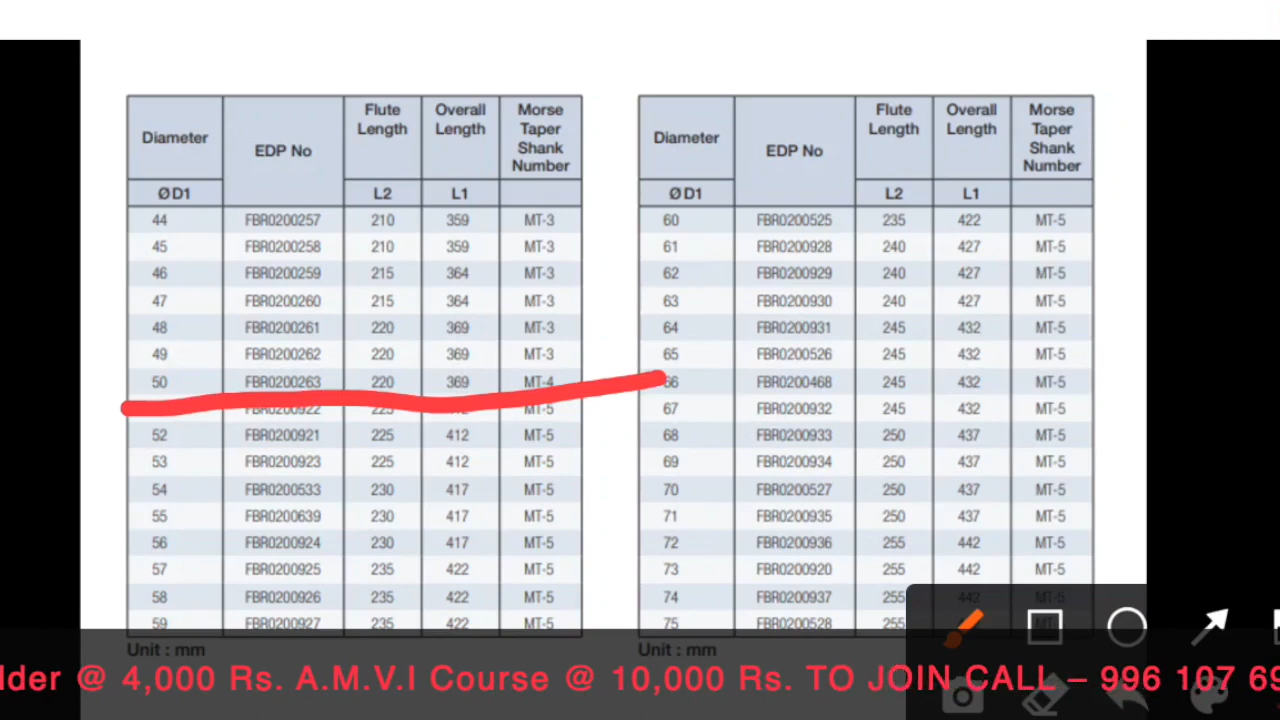 Diameter EDP No Flute Length Overall Length Morse Taper Shank Number
ØD1 L2 L1
44 FBR0200257 210 359 MT-3
45 FBR0200258 210 359 MT-3
46 FBR0200259 215 364 MT-3
47 FBR0200260 215 364 MT-3
48 FBR0200261 220 369 MT-3
49 FBR0200262 220 369 MT-3
50 FBR0200263 220 369 MT-4
FBR0200922 225 MT-5
52 FBR0200921 225 412 MT-5
53 FBR0200923 225 412 MT-5
54 FBR0200533 230 417 MT-5
55 FBR0200639 230 417 MT-5
56 FBR0200924 230 417 MT-5
57 FBR0200925 235 422 MT-5
58 FBR0200926 235 422 MT-5
59 FBR0200927 235 422 MT-5
Unit : mm
Diameter EDP No Flute Length Overall Length Morse Taper Shank Number
ØD1 L2 L1
60 FBR0200525 235 422 MT-5
61 FBR0200928 240 427 MT-5
62 FBR0200929 240 427 MT-5
63 FBR0200930 240 427 MT-5
64 FBR0200931 245 432 MT-5
65 FBR0200526 245 432 MT-5
66 FBR0200468 245 432 MT-5
67 FBR0200932 245 432 MT-5
68 FBR0200933 250 437 MT-5
69 FBR0200934 250 437 MT-5
70 FBR0200527 250 437 MT-5
71 FBR0200935 250 437 MT-5
72 FBR0200936 255 442 MT-5
73 FBR0200920 255 442 MT-5
74 FBR0200937 255 442 MT-5
75 FBR0200528 255
Unit : mm
lder @ 4,000 Rs. A.M.V.I Course @ 10,000 Rs. TO JOIN CALL – 996 107 69